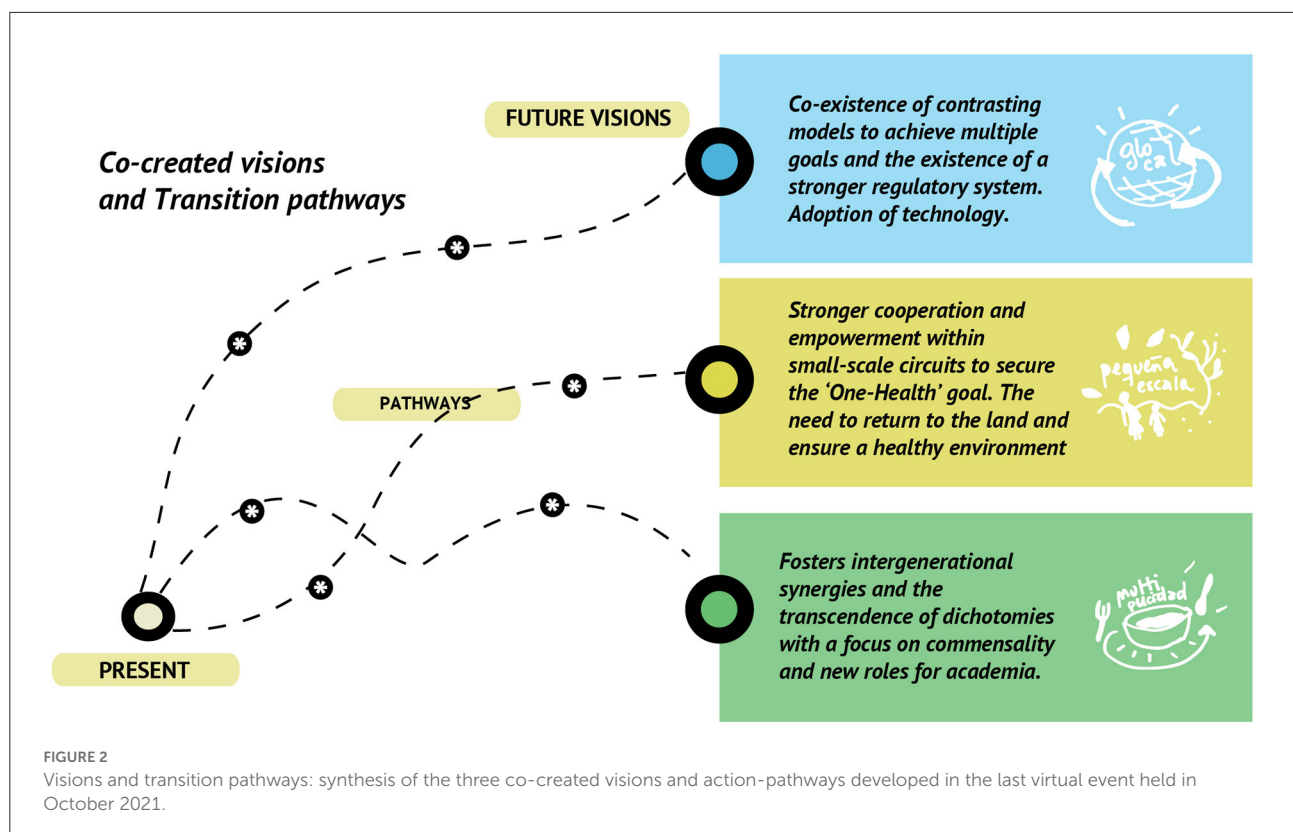 Co-created visions
and Transition pathways
FUTURE VISIONS
PATHWAYS
PRESENT
Co-existence of contrasting
models to achieve multiple
goals and the existence of a
stronger regulatory system.
Adoption of technology.
glo
cal
Stronger cooperation and
empowerment within
small-scale circuits to secure
the ‘One-Health’ goal. The
need to return to the land and
ensure a healthy environment
pequeña
escala
Fosters intergenerational
synergies and the
transcendence of dichotomies
with a focus on commensality
and new roles for academia.
multi
plicidad
FIGURE 2
Visions and transition pathways: synthesis of the three co-created visions and action-pathways developed in the last virtual event held in
October 2021.